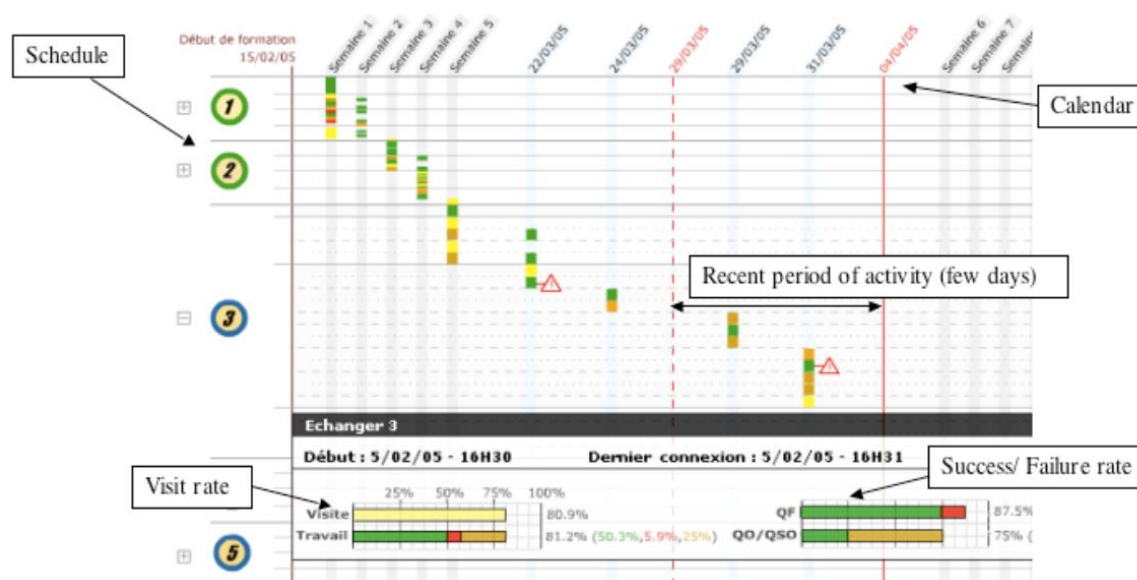 Début de formation
15/02/05
Semaine 1
Semaine 2
Semaine 3
Semaine 4
Semaine 5
22/03/05
24/03/05
29/03/05
29/03/05
31/03/05
04/04/05
Semaine 6
Semaine 7
Semaine
Schedule
Calendar
1
2
Recent period of activity (few days)
3
Echanger 3
Début : 5/02/05 - 16H30
Dernier connexion : 5/02/05 - 16H31
Visit rate
Success/ Failure rate
25% 50% 75% 100%
Visite 80.9%
Travail 81.2% (50.3%,5.9%,25%)
QF 87.5%
QO/QSO 75% (
5